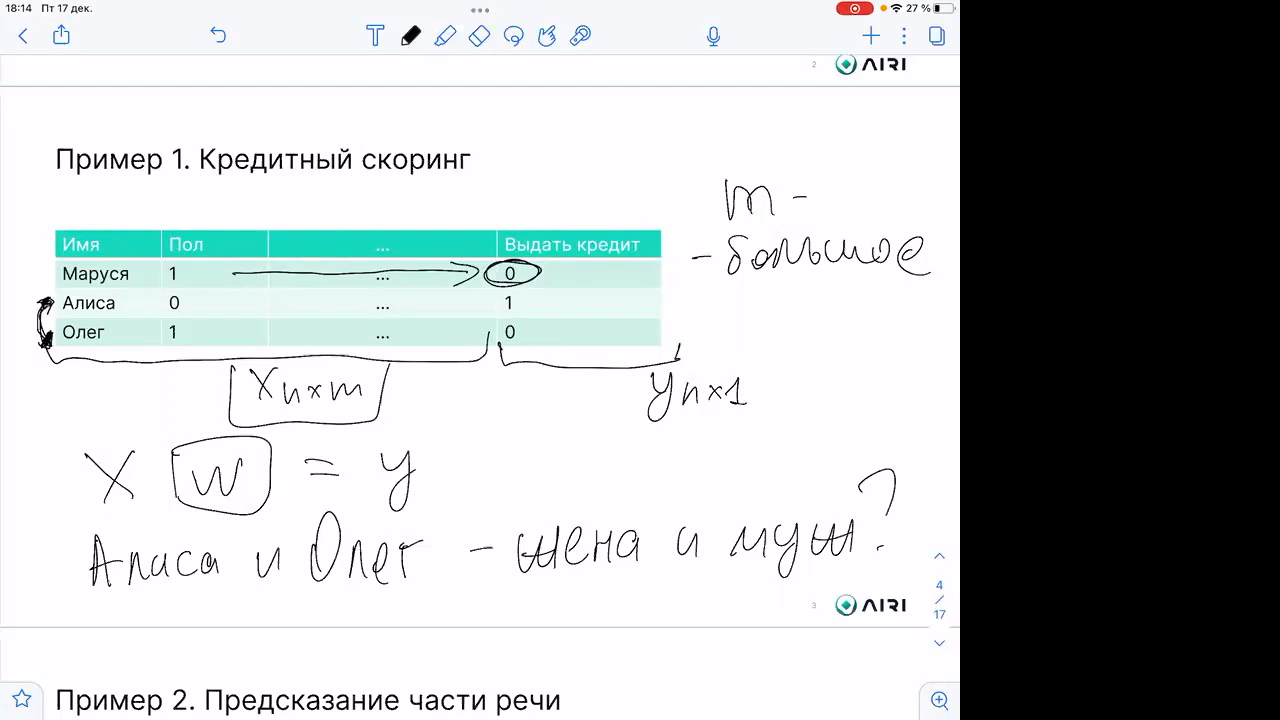 18:14 Пт 17 дек.
27 %
2 AIRI
Пример 1. Кредитный скоринг
m -
- большое
Имя Пол ... Выдать кредит
Маруся 1 ... 0
Алиса 0 ... 1
Олег 1 ... 0
X n×m
y n×1
X w = y
Алиса и Олег - жена и муж?
4
/
17
3 AIRI
Пример 2. Предсказание части речи